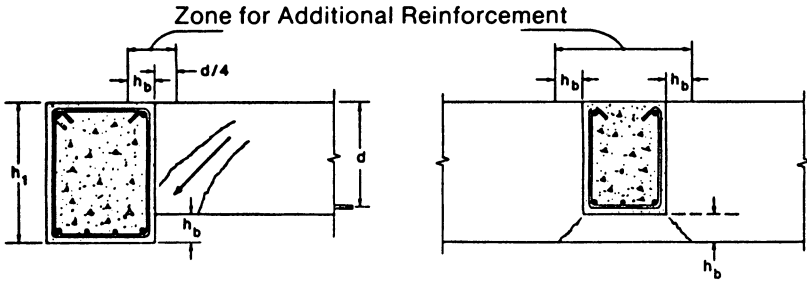 Zone for Additional Reinforcement
h_b
d/4
h_b
h_b
h_1
d
h_b
h_b